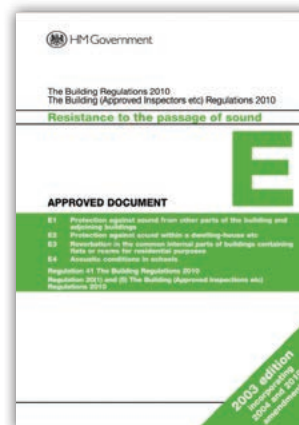 HM Government
The Building Regulations 2010
The Building (Approved Inspectors etc) Regulations 2010
Resistance to the passage of sound
E
APPROVED DOCUMENT
E1 Protection against sound from other parts of the building and
adjoining buildings
E2 Protection against sound within a dwelling-house etc
E3 Reverberation in the common internal parts of buildings containing
flats or rooms for residential purposes
E4 Acoustic conditions in schools
Regulation 41 The Building Regulations 2010
Regulation 20(1) and (5) The Building (Approved Inspectors etc)
Regulations 2010
2003 edition
incorporating
2004 and 2010
amendments